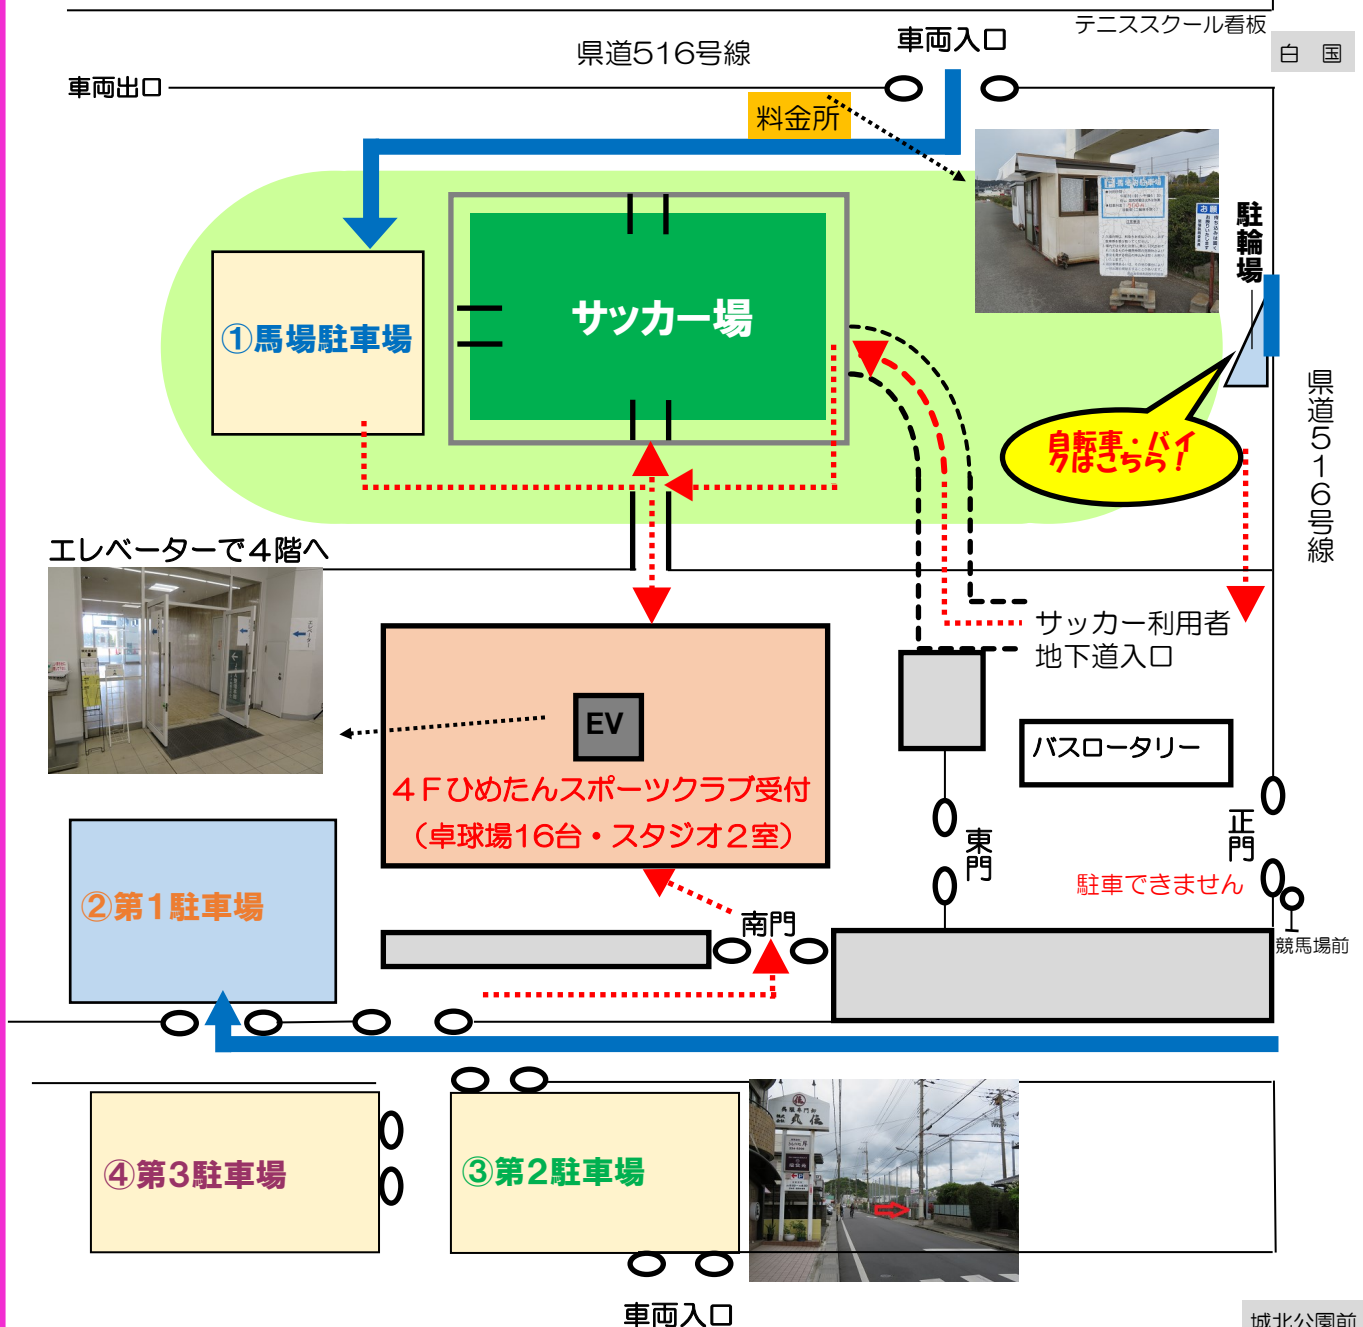 テニススクール看板
白　国
車両入口
県道516号線
車両出口
料金所
駐輪場
サッカー場
①馬場駐車場
県道516号線
自転車・バイ
クはこちら！
エレベーターで４階へ
サッカー利用者
地下道入口
EV
バスロータリー
４Ｆひめたんスポーツクラブ受付
（卓球場16台・スタジオ２室）
東門
正門
駐車できません
②第1駐車場
南門
競馬場前
④第3駐車場
③第2駐車場
車両入口
城北公園前